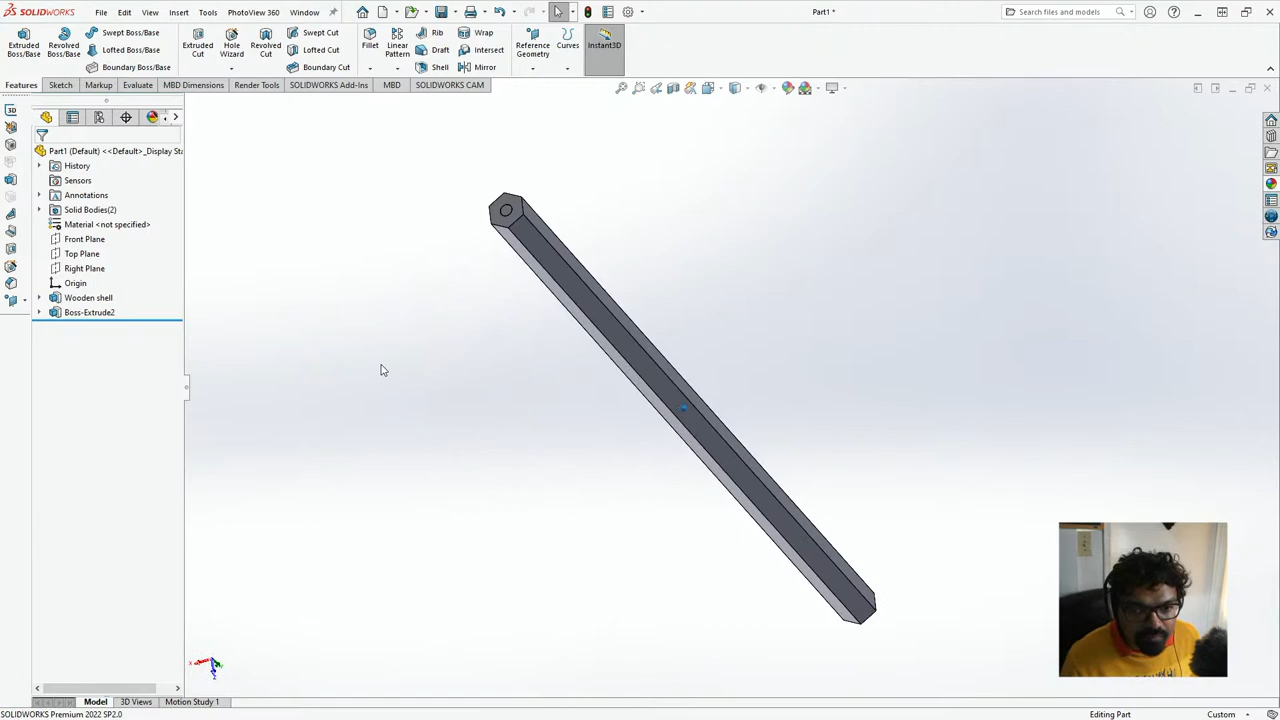 SOLIDWORKS File Edit View Insert Tools PhotoView 360 Window Part1 * Search files and models
Extruded Boss/Base
Revolved Boss/Base
Swept Boss/Base
Lofted Boss/Base
Boundary Boss/Base
Extruded Cut
Hole Wizard
Revolved Cut
Swept Cut
Lofted Cut
Boundary Cut
Fillet
Linear Pattern
Rib
Draft
Shell
Wrap
Intersect
Mirror
Reference Geometry
Curves
Instant3D
Features Sketch Markup Evaluate MBD Dimensions Render Tools SOLIDWORKS Add-Ins MBD SOLIDWORKS CAM
Part1 (Default) <<Default>_Display Sta
History
Sensors
Annotations
Solid Bodies(2)
Material <not specified>
Front Plane
Top Plane
Right Plane
Origin
Wooden shell
Boss-Extrude2
Model 3D Views Motion Study 1
SOLIDWORKS Premium 2022 SP2.0 Editing Part Custom